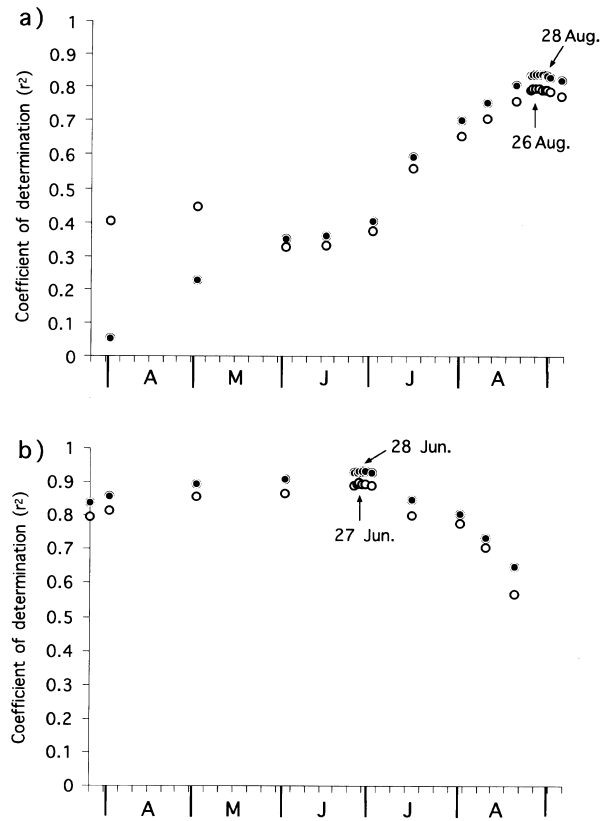 a)
28 Aug.
26 Aug.
Coefficient of determination (r²)
1
0.9
0.8
0.7
0.6
0.5
0.4
0.3
0.2
0.1
0
A M J J A
b)
28 Jun.
27 Jun.
Coefficient of determination (r²)
1
0.9
0.8
0.7
0.6
0.5
0.4
0.3
0.2
0.1
0
A M J J A